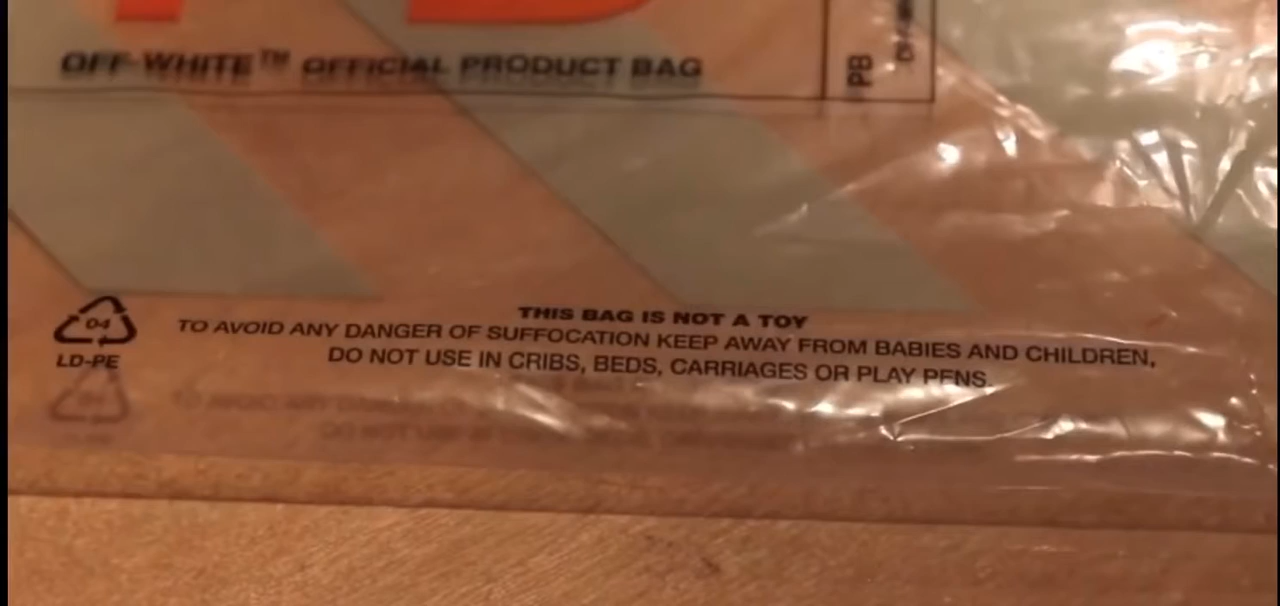 OFF-WHITE™ OFFICIAL PRODUCT BAG
PB
04
LD-PE
THIS BAG IS NOT A TOY
TO AVOID ANY DANGER OF SUFFOCATION KEEP AWAY FROM BABIES AND CHILDREN,
DO NOT USE IN CRIBS, BEDS, CARRIAGES OR PLAY PENS.